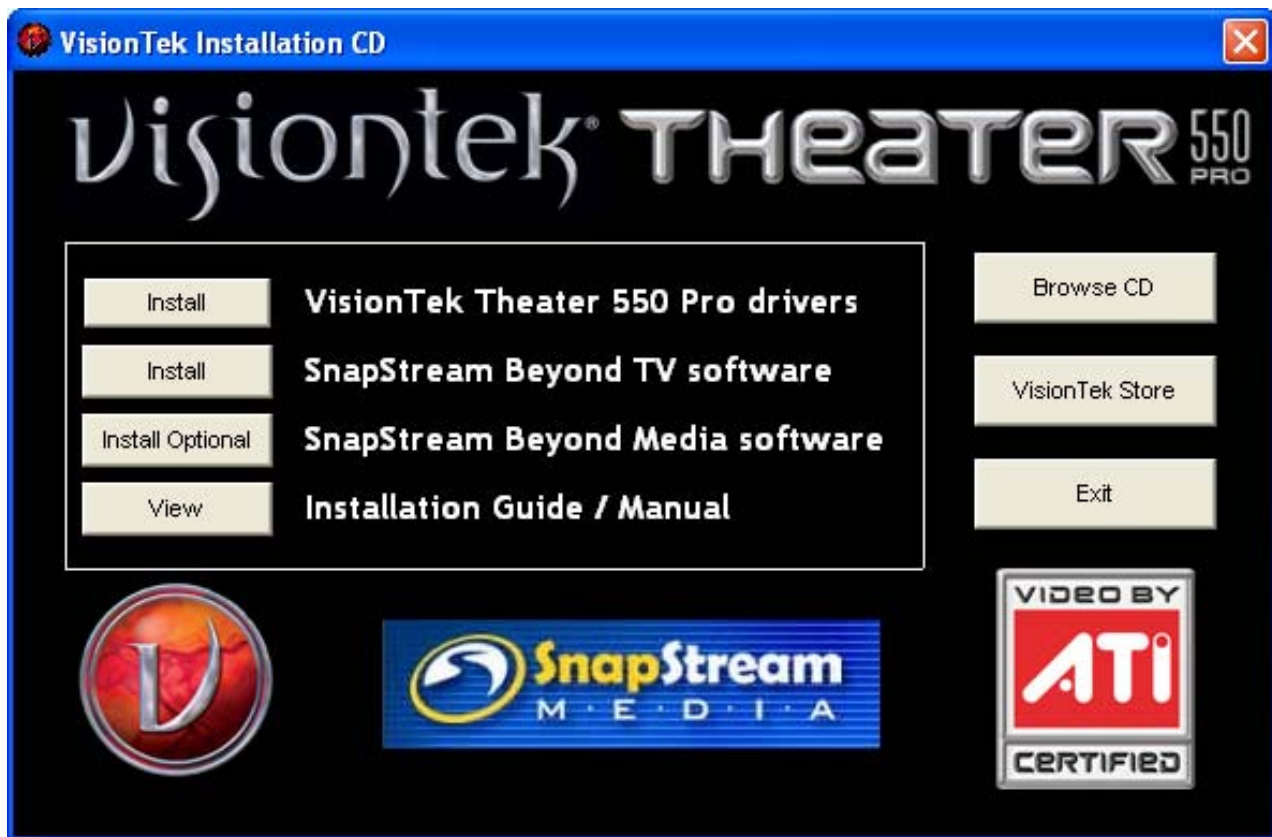 VisionTek Installation CD
Visiontek® THeaTeR 550 PRO
Install VisionTek Theater 550 Pro drivers
Install SnapStream Beyond TV software
Install Optional SnapStream Beyond Media software
View Installation Guide / Manual
Browse CD
VisionTek Store
Exit
V
SnapStream
M·E·D·I·A
VIDeO BY
ATI
CeRTIFIeD